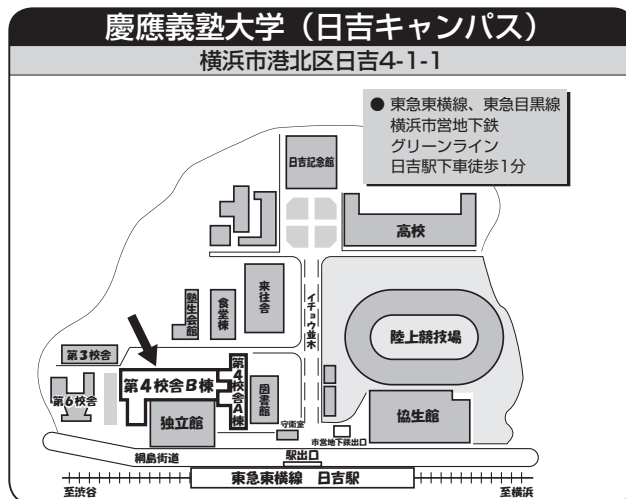 慶應義塾大学（日吉キャンパス）
横浜市港北区日吉4-1-1
● 東急東横線、東急目黒線
横浜市営地下鉄
グリーンライン
日吉駅下車徒歩1分
日吉記念館
高校
来往舎
食堂棟
塾生会館
イチョウ並木
陸上競技場
第3校舎
第4校舎B棟
第4校舎A棟
図書館
第6校舎
独立館
守衛室
協生館
市営地下鉄出口
綱島街道
駅出口
東急東横線 日吉駅
至渋谷
至横浜